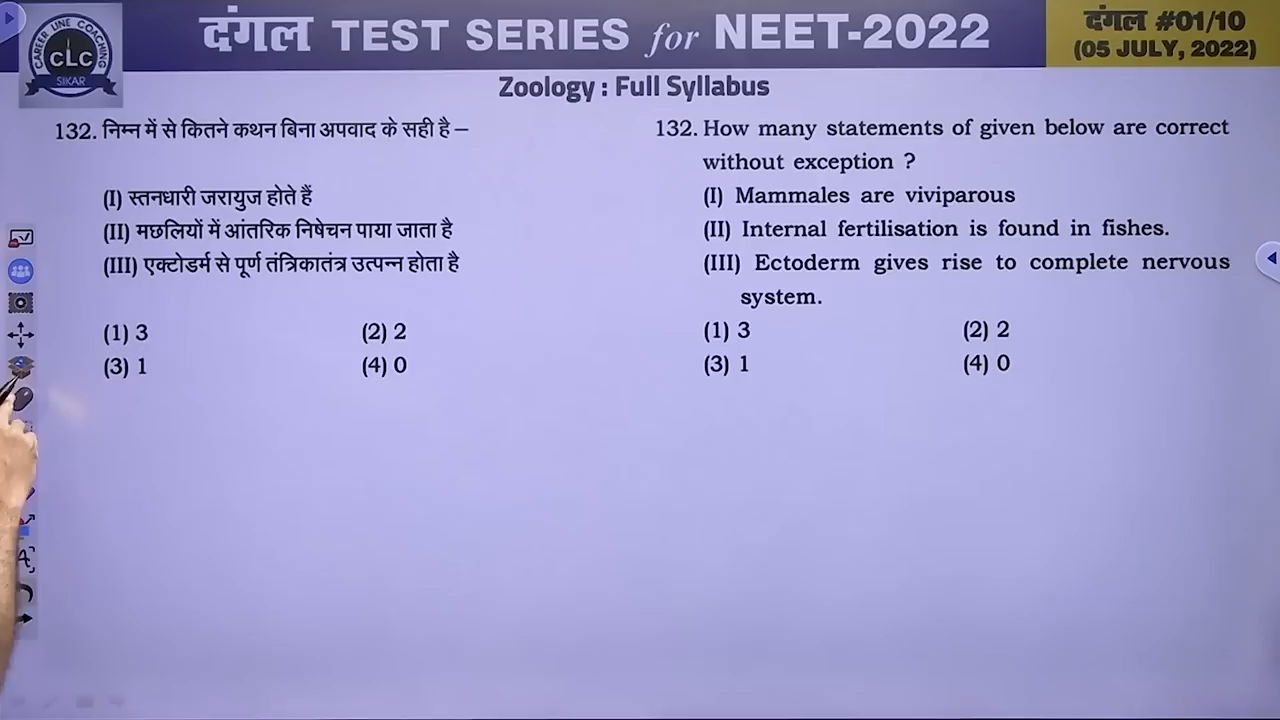 दंगल TEST SERIES for NEET-2022
दंगल #01/10
(05 JULY, 2022)
CAREER LINE COACHING
CLC
SIKAR
Zoology : Full Syllabus
132. निम्न में से कितने कथन बिना अपवाद के सही है –
(I) स्तनधारी जरायुज होते हैं
(II) मछलियों में आंतरिक निषेचन पाया जाता है
(III) एक्टोडर्म से पूर्ण तंत्रिकातंत्र उत्पन्न होता है
(1) 3 (2) 2
(3) 1 (4) 0
132. How many statements of given below are correct
without exception ?
(I) Mammales are viviparous
(II) Internal fertilisation is found in fishes.
(III) Ectoderm gives rise to complete nervous
system.
(1) 3 (2) 2
(3) 1 (4) 0